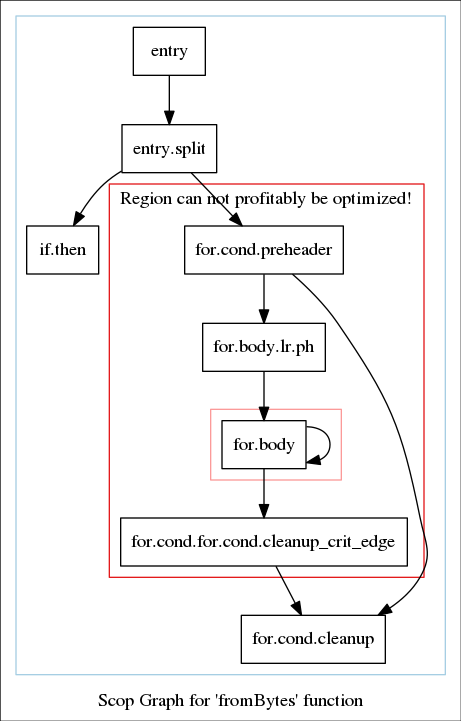 entry
entry.split
Region can not profitably be optimized!
if.then
for.cond.preheader
for.body.lr.ph
for.body
for.cond.for.cond.cleanup_crit_edge
for.cond.cleanup
Scop Graph for 'fromBytes' function